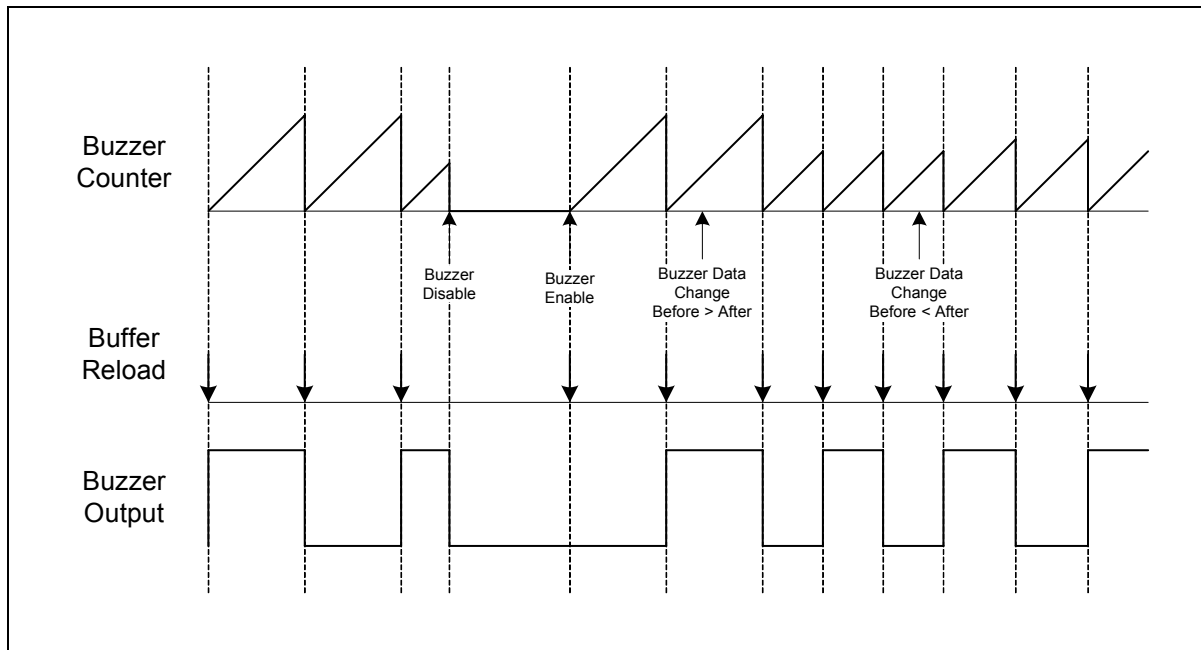 Buzzer
Counter
Buzzer
Disable
Buzzer
Enable
Buzzer Data
Change
Before > After
Buzzer Data
Change
Before < After
Buffer
Reload
Buzzer
Output